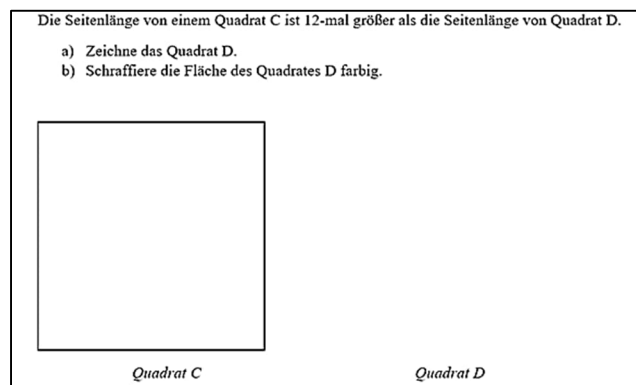 Die Seitenlänge von einem Quadrat C ist 12-mal größer als die Seitenlänge von Quadrat D.
a) Zeichne das Quadrat D.
b) Schraffiere die Fläche des Quadrates D farbig.
Quadrat C Quadrat D